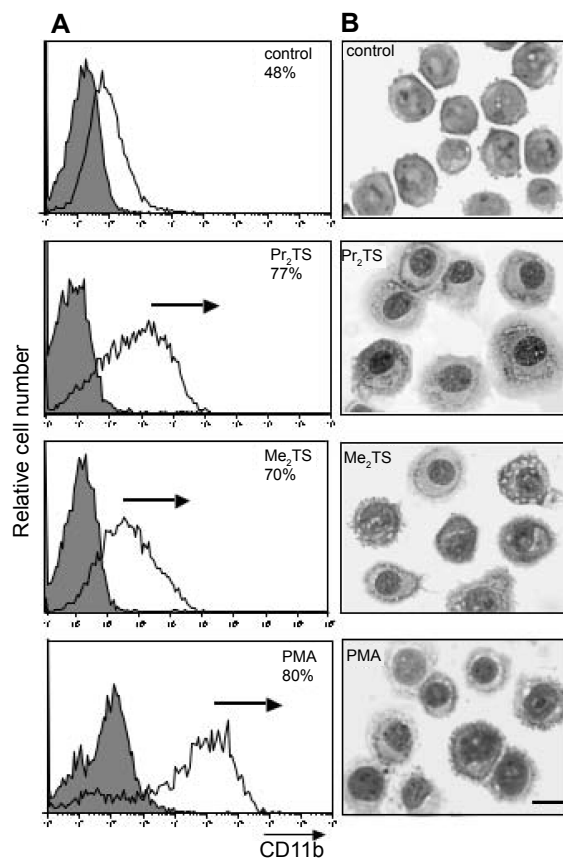 A
B
control
48%
control
Pr₂TS
77%
Pr₂TS
Me₂TS
70%
Me₂TS
PMA
80%
PMA
Relative cell number
CD11b